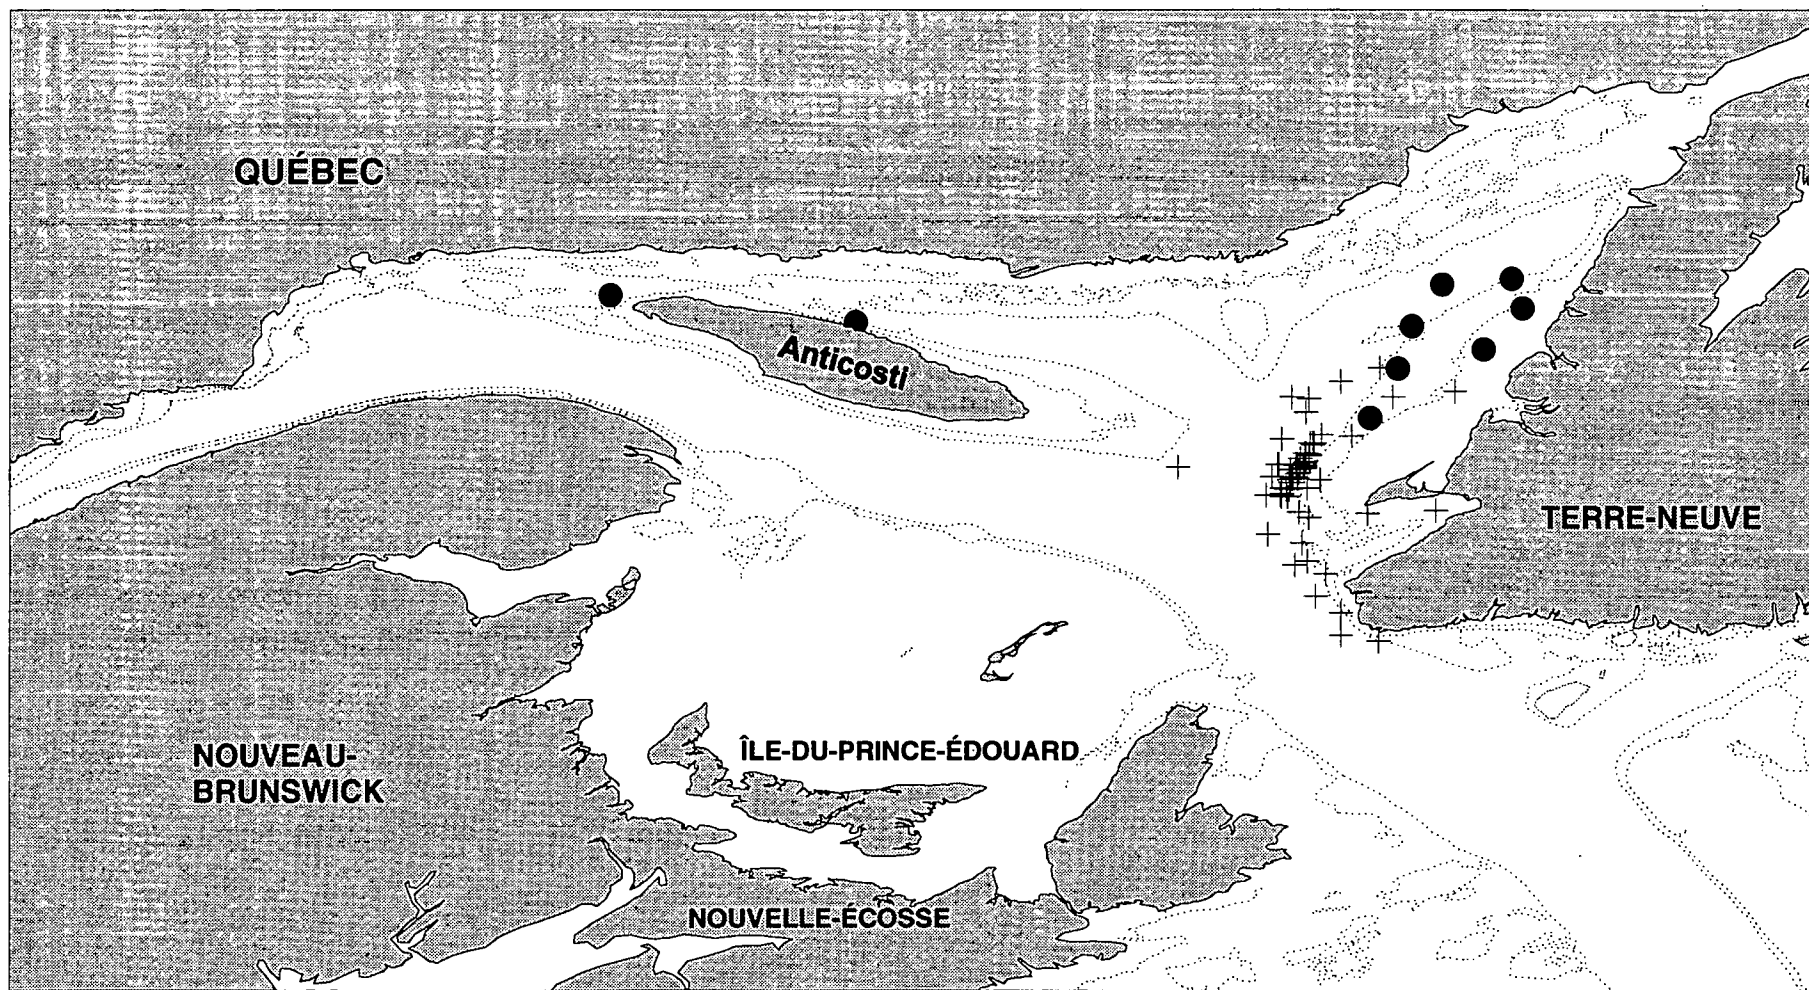 QUÉBEC
Anticosti
TERRE-NEUVE
ÎLE-DU-PRINCE-ÉDOUARD
NOUVEAU-
BRUNSWICK
NOUVELLE-ÉCOSSE